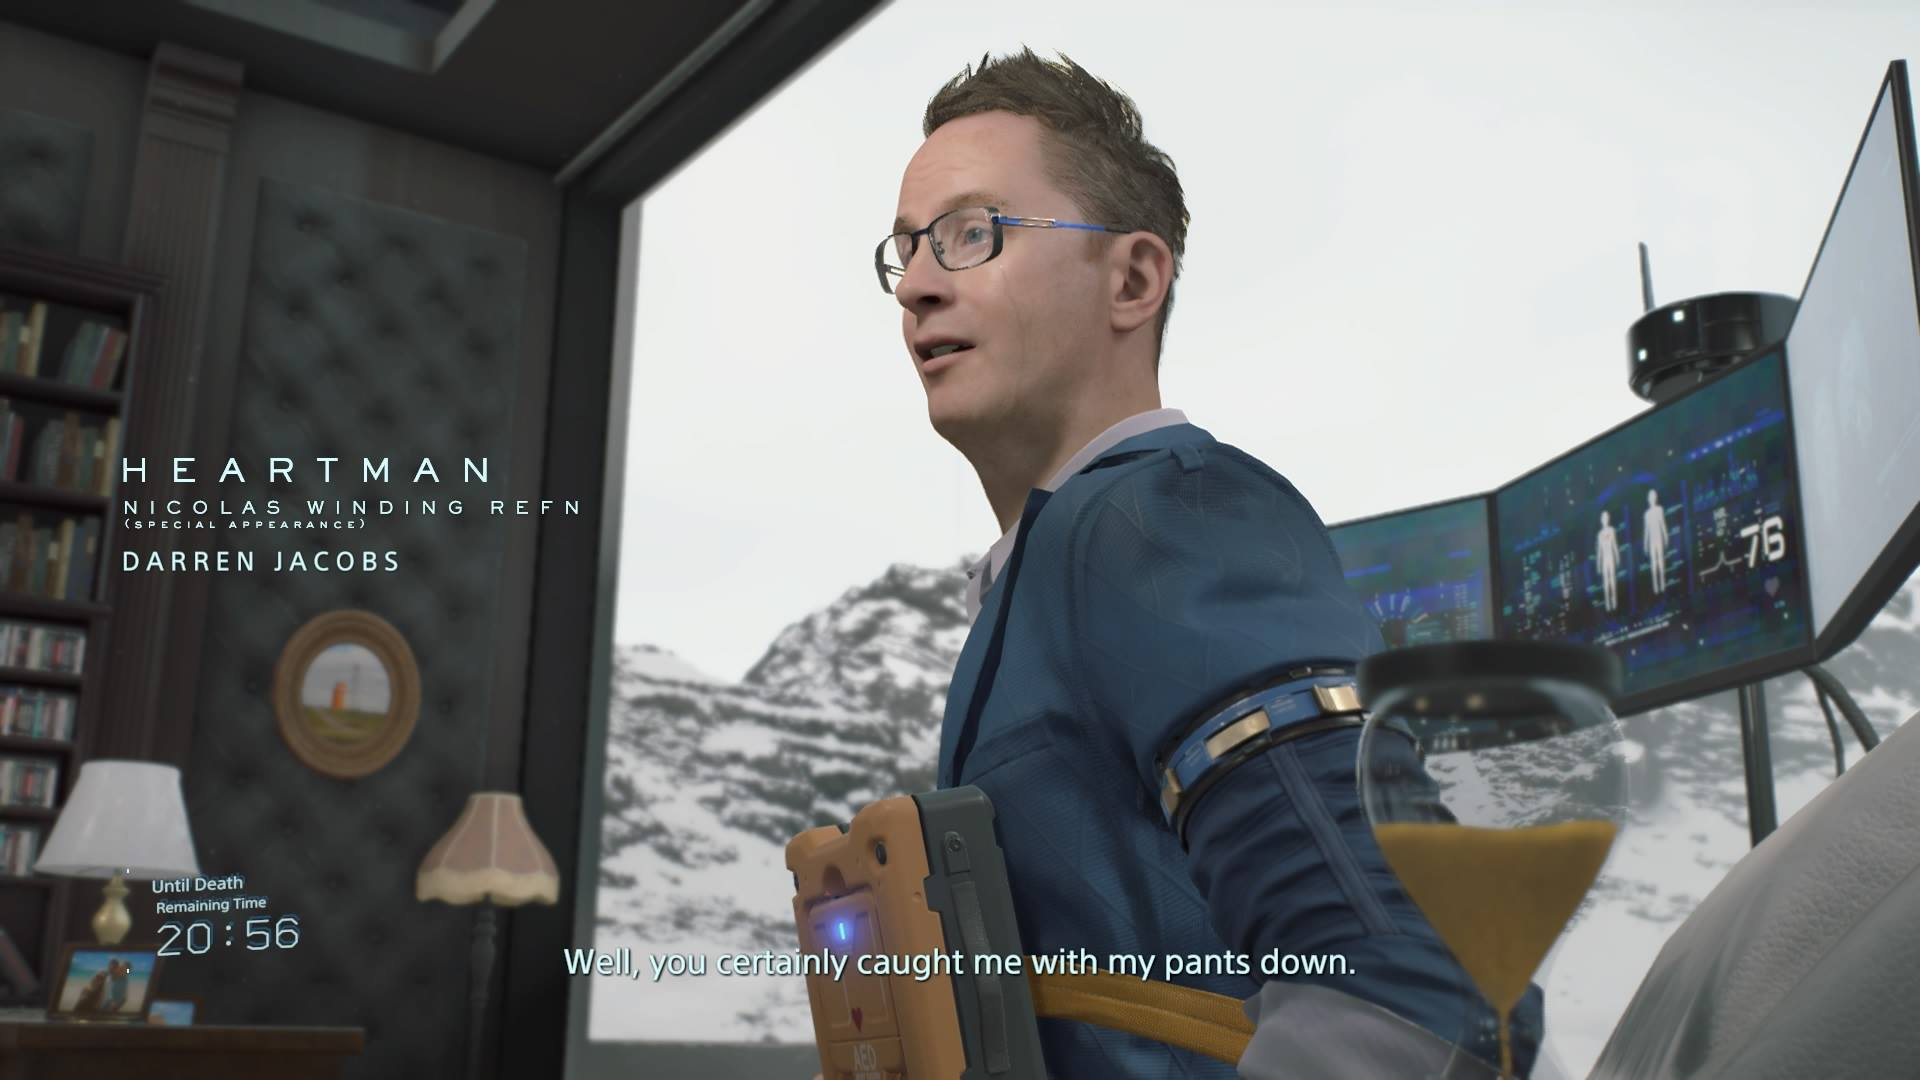 HEARTMAN
NICOLAS WINDING REFN
(SPECIAL APPEARANCE)
DARREN JACOBS
76
Until Death
Remaining Time
20:56
Well, you certainly caught me with my pants down.
AED